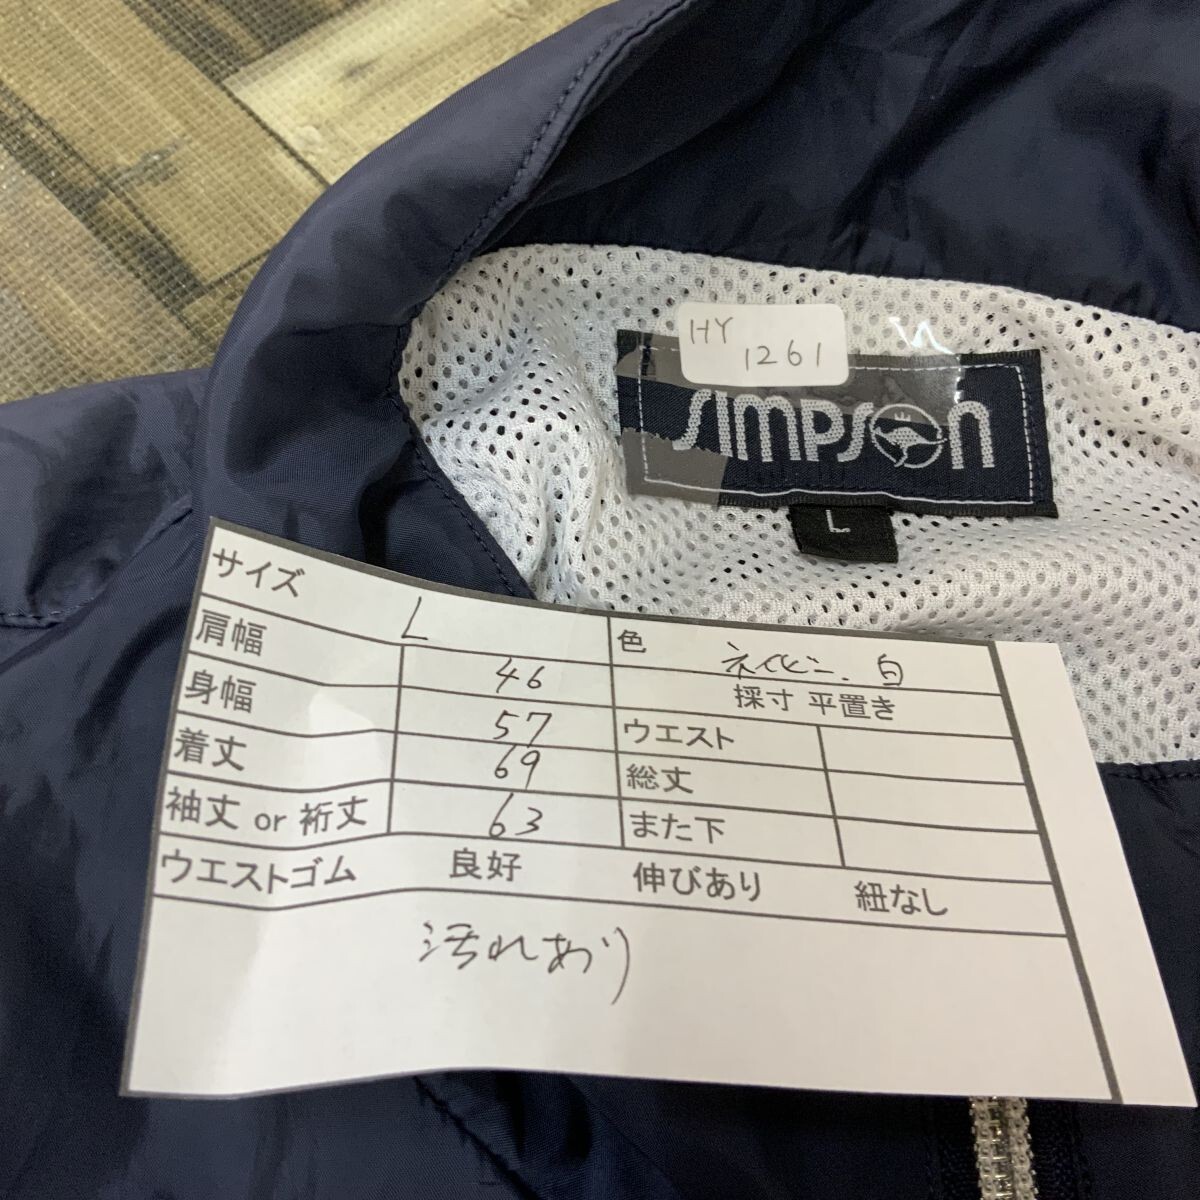 HY
1261
SIMPSON
L
サイズ L 色 ネイビー、白
肩幅 46 採寸 平置き
身幅 57 ウエスト
着丈 69 総丈
袖丈 or 裄丈 63 また下
ウエストゴム 良好 伸びあり 紐なし
汚れあり